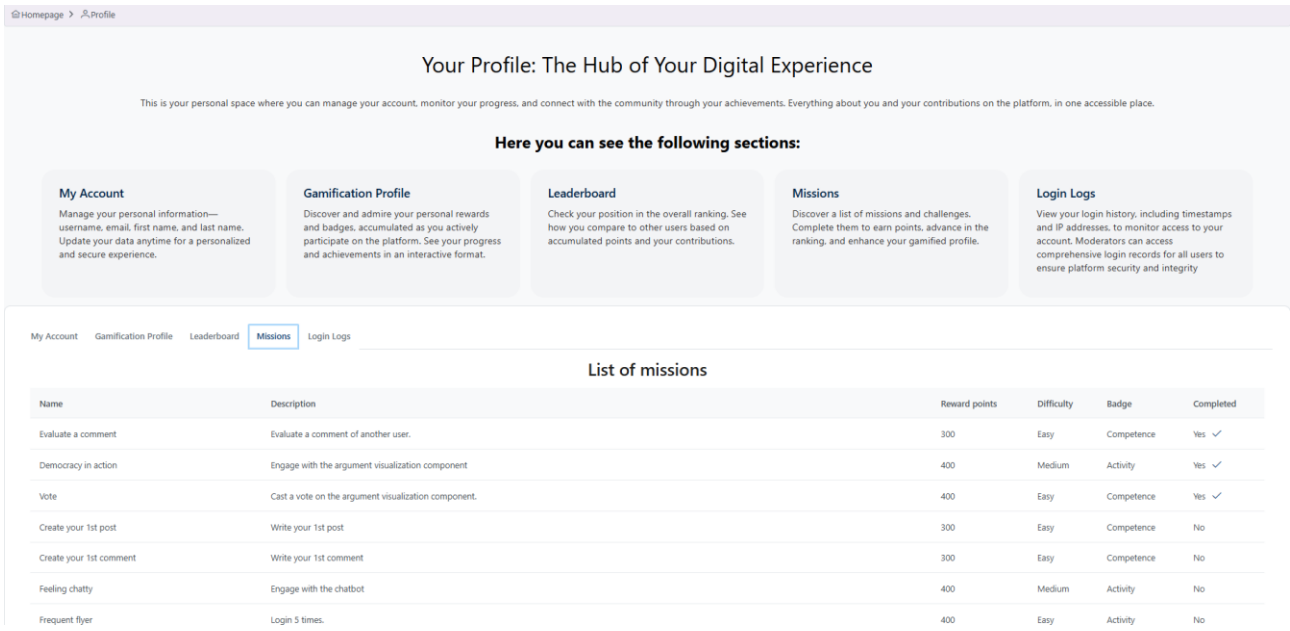 Homepage > Profile
Your Profile: The Hub of Your Digital Experience
This is your personal space where you can manage your account, monitor your progress, and connect with the community through your achievements. Everything about you and your contributions on the platform, in one accessible place.
Here you can see the following sections:
My Account
Manage your personal information—
username, email, first name, and last name.
Update your data anytime for a personalized
and secure experience.
Gamification Profile
Discover and admire your personal rewards
and badges, accumulated as you actively
participate on the platform. See your progress
and achievements in an interactive format.
Leaderboard
Check your position in the overall ranking. See
how you compare to other users based on
accumulated points and your contributions.
Missions
Discover a list of missions and challenges.
Complete them to earn points, advance in the
ranking, and enhance your gamified profile.
Login Logs
View your login history, including timestamps
and IP addresses, to monitor access to your
account. Moderators can access
comprehensive login records for all users to
ensure platform security and integrity
My Account Gamification Profile Leaderboard Missions Login Logs
List of missions
Name Description Reward points Difficulty Badge Completed
Evaluate a comment Evaluate a comment of another user. 300 Easy Competence Yes ✓
Democracy in action Engage with the argument visualization component 400 Medium Activity Yes ✓
Vote Cast a vote on the argument visualization component. 400 Easy Competence Yes ✓
Create your 1st post Write your 1st post 300 Easy Competence No
Create your 1st comment Write your 1st comment 300 Easy Competence No
Feeling chatty Engage with the chatbot 400 Medium Activity No
Frequent flyer Login 5 times. 400 Easy Activity No